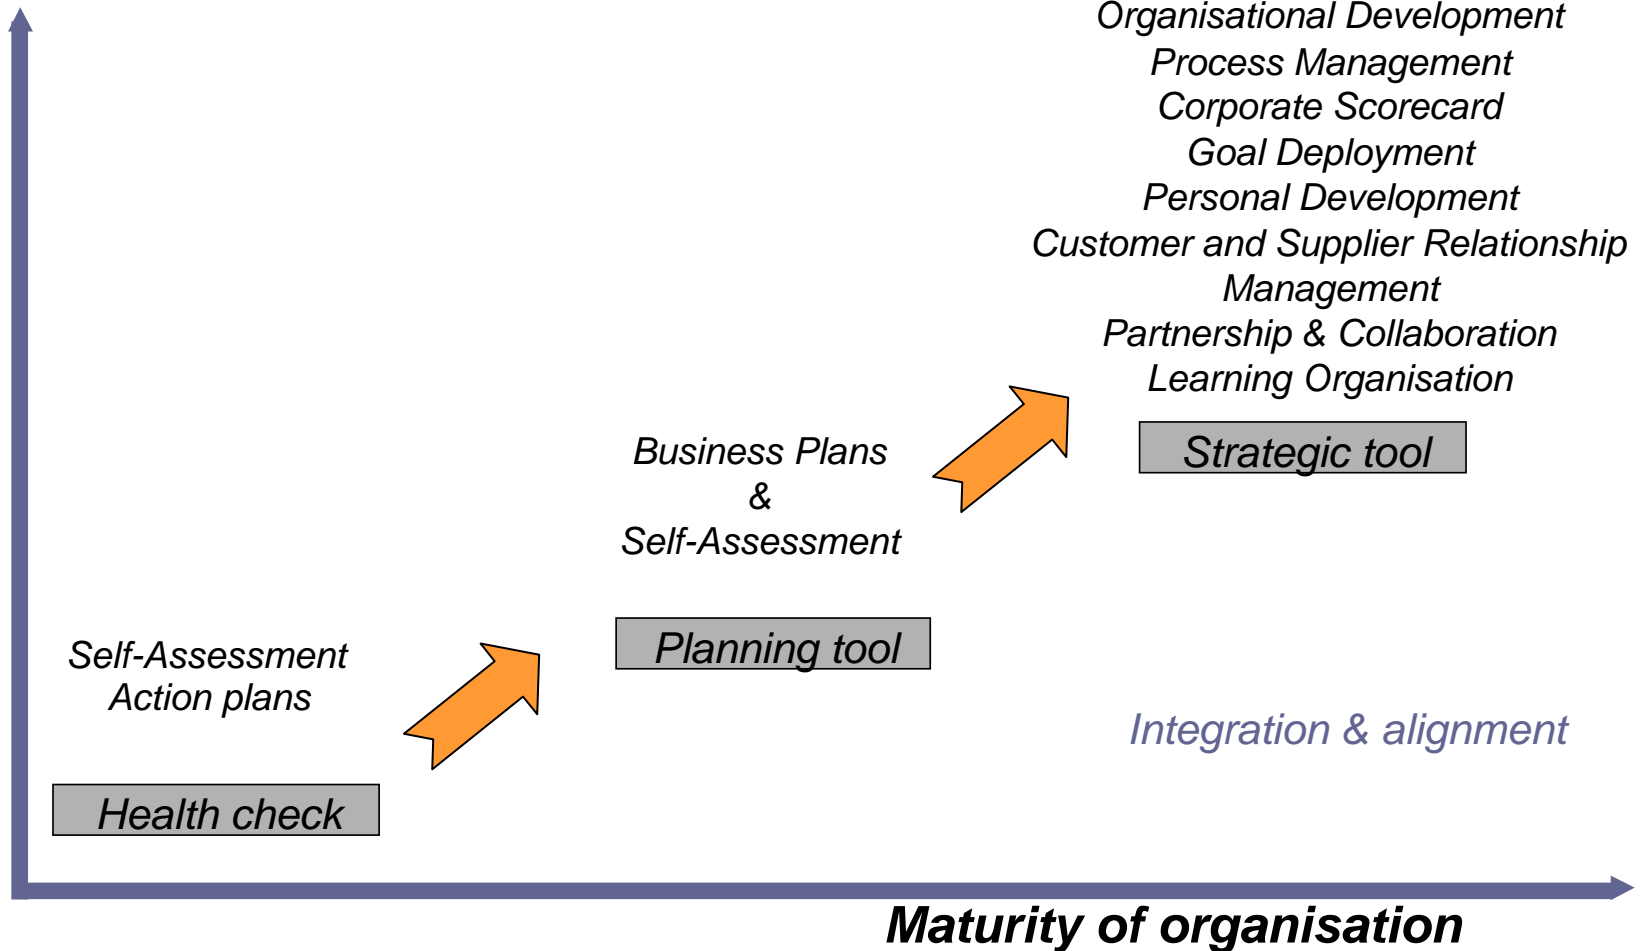 Organisational Development
Process Management
Corporate Scorecard
Goal Deployment
Personal Development
Customer and Supplier Relationship
Management
Partnership & Collaboration
Learning Organisation
Strategic tool
Business Plans
&
Self-Assessment
Planning tool
Self-Assessment
Action plans
Health check
Integration & alignment
Maturity of organisation